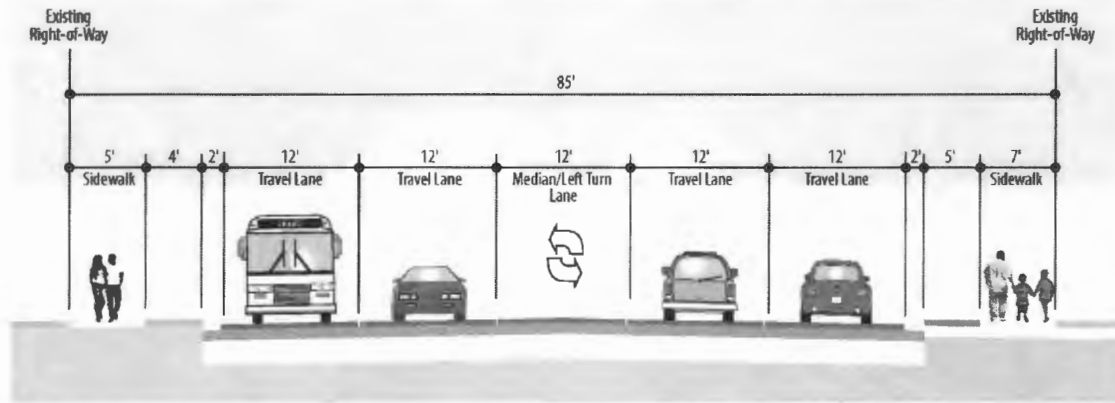 Existing
Right-of-Way
Existing
Right-of-Way
85'
5' 4' 2' 12' 12' 12' 12' 12' 2' 5' 7'
Sidewalk Travel Lane Travel Lane Median/Left Turn Travel Lane Travel Lane Sidewalk
Lane